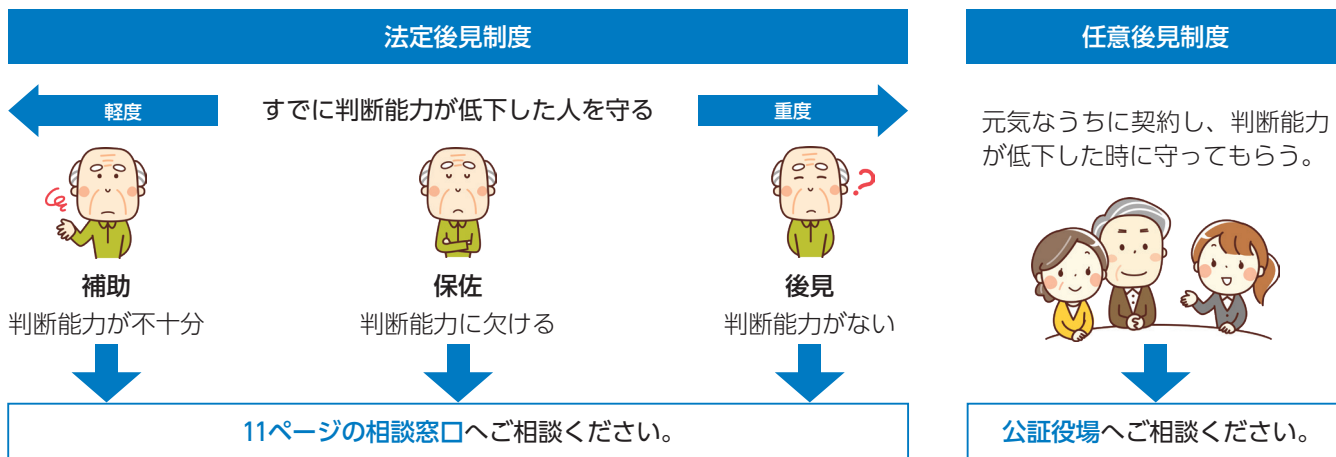 法定後見制度
軽度
すでに判断能力が低下した人を守る
重度
補助
判断能力が不十分
保佐
判断能力に欠ける
後見
判断能力がない
11ページの相談窓口へご相談ください。
任意後見制度
元気なうちに契約し、判断能力
が低下した時に守ってもらう。
公証役場へご相談ください。